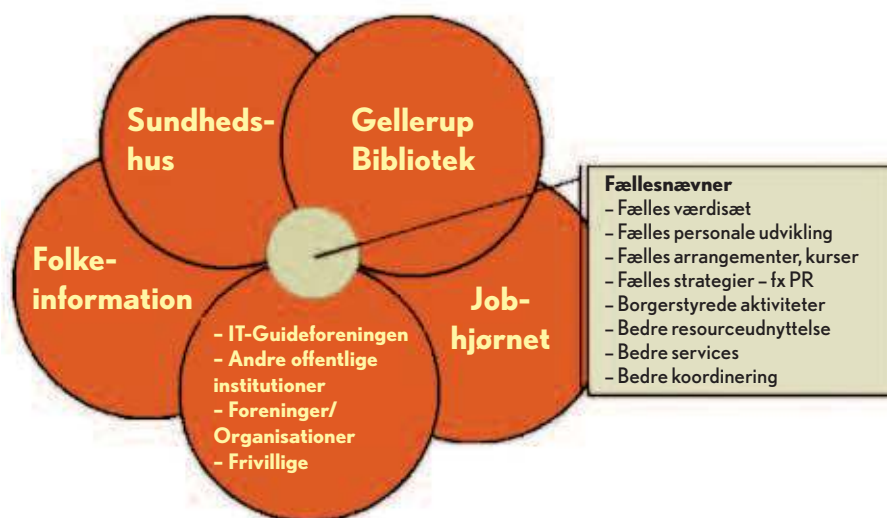 Sundheds-
hus
Gellerup
Bibliotek
Folke-
information
Job-
hjørnet
– IT-Guideforeningen
– Andre offentlige
institutioner
– Foreninger/
Organisationer
– Frivillige
Fællesnævner
– Fælles værdisæt
– Fælles personale udvikling
– Fælles arrangementer, kurser
– Fælles strategier – fx PR
– Borgerstyrede aktiviteter
– Bedre resourceudnyttelse
– Bedre services
– Bedre koordinering